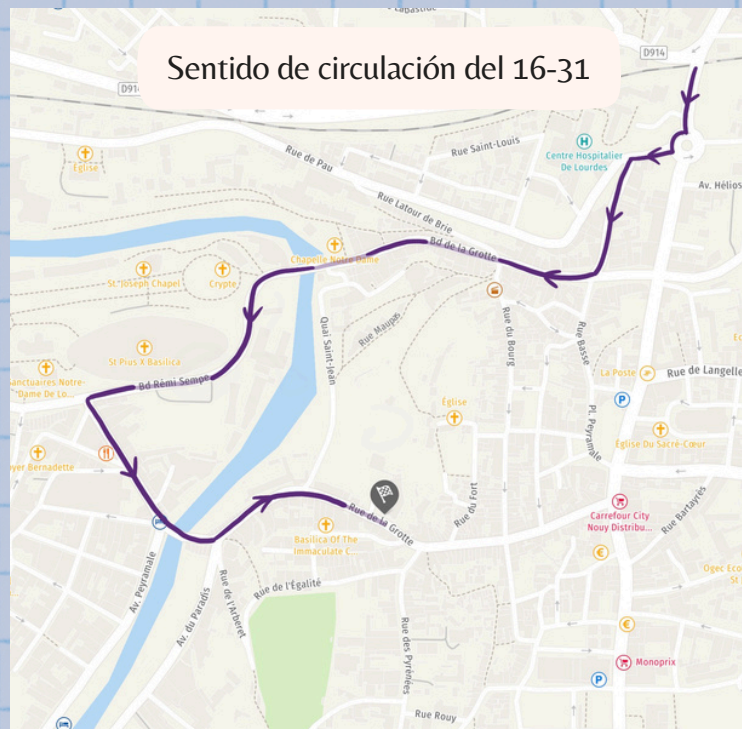 Sentido de circulación del 16-31
D914
D914
Rue Saint-Louis
Centre Hospitalier
De Lourdes
Rue de Pau
Église
Av. Hélios
Rue Latour de Brie
Bd de la Grotte
Chapelle Notre Dame
St. Joseph Chapel
Crypte
Quai Saint-Jean
Rue Maupas
Rue du Bourg
Rue Basse
St Pius X Basilica
La Poste
Rue de Langelle
Bd Rémi Sempe
Sanctuaires Notre-
Dame De Lo...
Église
Pl. Peyramale
Église Du Sacré-Cœur
Bernadette
Rue du Fort
Carrefour City
Nouy Distribu...
Rue Bartayrès
Rue de la Grotte
Basilica Of The
Immaculate C...
Av. Peyramale
Av. du Paradis
Rue de l'Arberet
Rue de l'Égalité
Rue des Pyrénées
Ogec
Monoprix
Rue Rouy